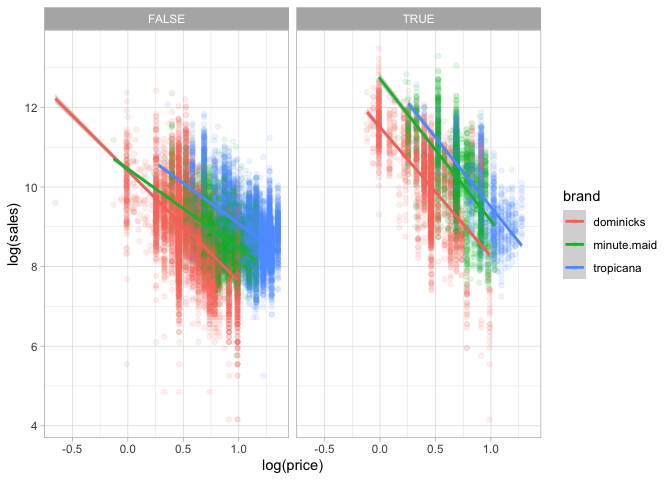 FALSE
TRUE
log(sales)
12
10
8
6
4
-0.5
0.0
0.5
1.0
-0.5
0.0
0.5
1.0
log(price)
brand
dominicks
minute.maid
tropicana